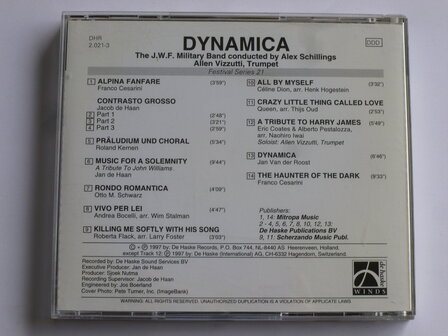 DHR
2.021-3
DYNAMICA
DDD
The J.W.F. Military Band conducted by Alex Schillings
Allen Vizzutti, Trumpet
Festival Series 21
1 ALPINA FANFARE
Franco Cesarini (3'59")
CONTRASTO GROSSO
Jacob de Haan
2 Part 1 (2'48")
3 Part 2 (3'21")
4 Part 3 (2'59")
5 PRÄLUDIUM UND CHORAL
Roland Kernen
6 MUSIC FOR A SOLEMNITY (9'44")
A Tribute To John Williams
Jan de Haan
7 RONDO ROMANTICA (4'09")
Otto M. Schwarz
8 VIVO PER LEI (4'47")
Andrea Bocelli, arr. Wim Stalman
9 KILLING ME SOFTLY WITH HIS SONG
Roberta Flack, arr. Larry Foster (3'03")
10 ALL BY MYSELF (3'32")
Céline Dion, arr. Henk Hogestein
11 CRAZY LITTLE THING CALLED LOVE
Queen, arr. Thijs Oud (2'53")
12 A TRIBUTE TO HARRY JAMES (5'49")
Eric Coates & Alberto Pestalozza,
arr. Naohiro Iwai
Soloist: Allen Vizzutti, Trumpet
13 DYNAMICA (6'46")
Jan Van der Roost
14 THE HAUNTER OF THE DARK
Franco Cesarini (6'33")
Publishers:
1, 14: Mitropa Music
2 - 4, 5, 6, 7, 8, 10, 12, 13:
De Haske Publications BV
9, 11: Scherzando Music Publ.
℗ + © 1997 by: De Haske Records, P.O. Box 744, NL-8440 AS Heerenveen, Holland.
except Track 12: ℗ 1997 by: De Haske (International) AG, CH-6332 Hagendorn, Switzerland.
Recorded by: De Haske Sound Services BV
Executive Producer: Jan de Haan
Producer: Sjoek Nutma
Recording Supervisor: Jacob de Haan
Engineered by: Jos Boerland
Cover Photo: Pete Turner, Inc. (ImageBank)
de haske
WINDS
WARNING: ALL RIGHTS RESERVED. UNAUTHORIZED DUPLICATION IS A VIOLATION OF APPLICABLE LAWS